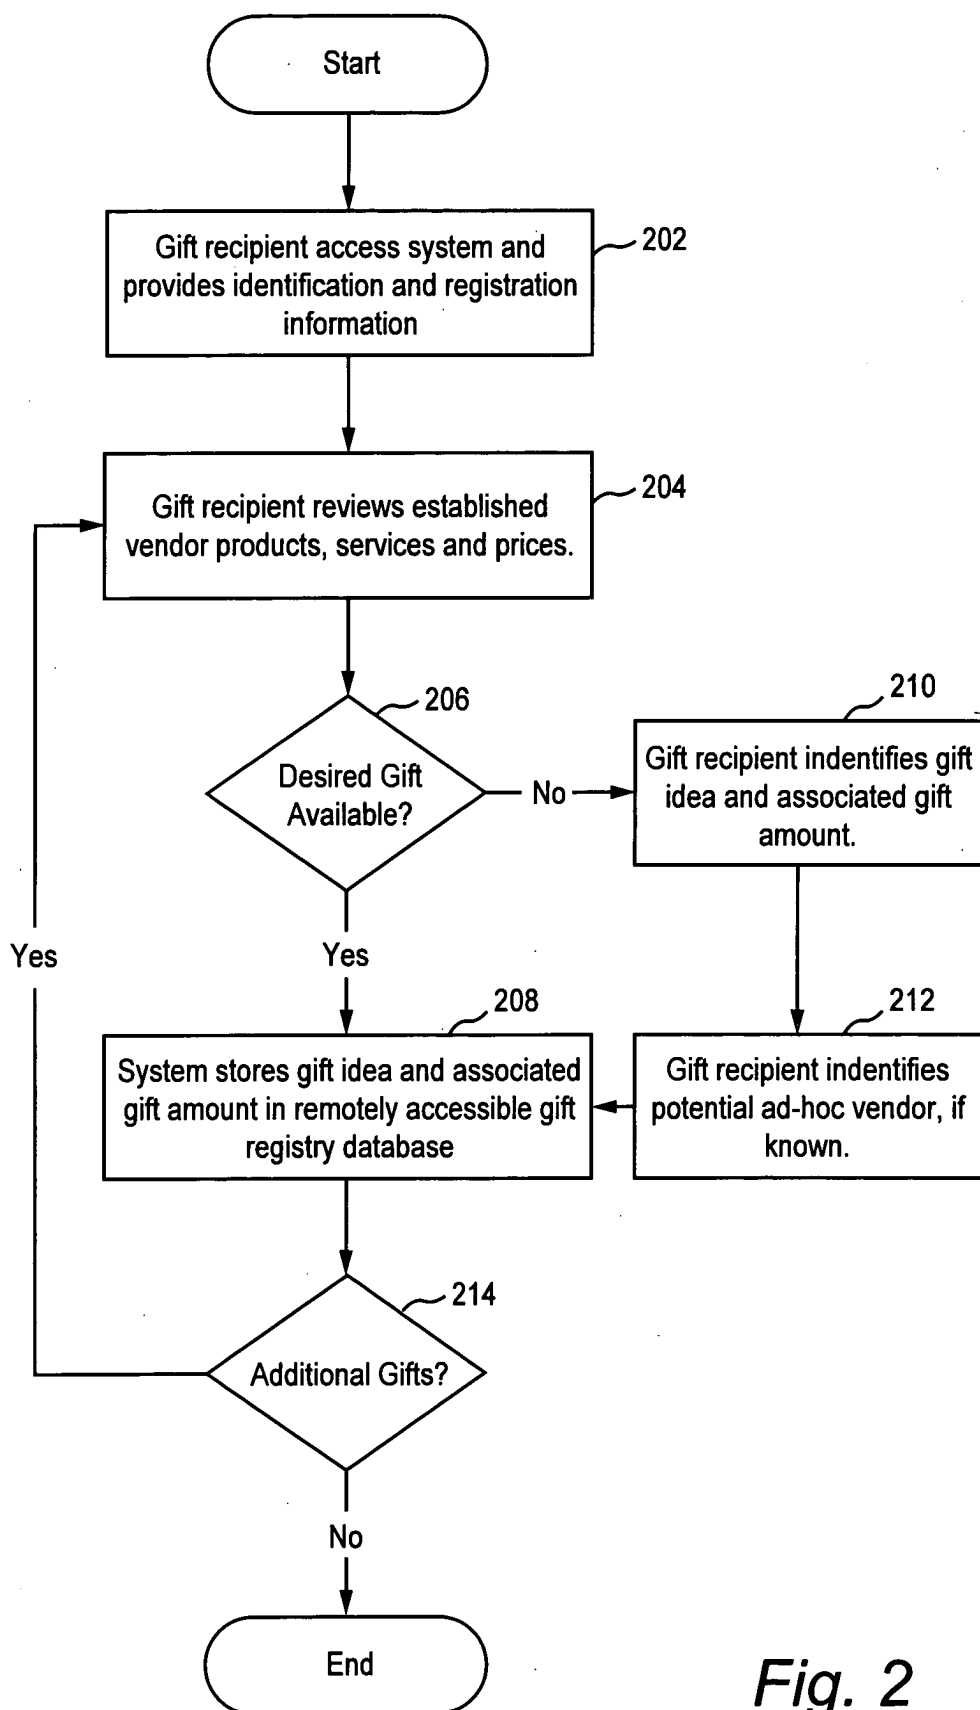 Start
Gift recipient access system and
provides identification and registration
information
202
Gift recipient reviews established
vendor products, services and prices.
204
206
Desired Gift
Available?
No
210
Gift recipient indentifies gift
idea and associated gift
amount.
Yes
Yes
208
System stores gift idea and associated
gift amount in remotely accessible gift
registry database
212
Gift recipient indentifies
potential ad-hoc vendor, if
known.
214
Additional Gifts?
No
End
Fig. 2